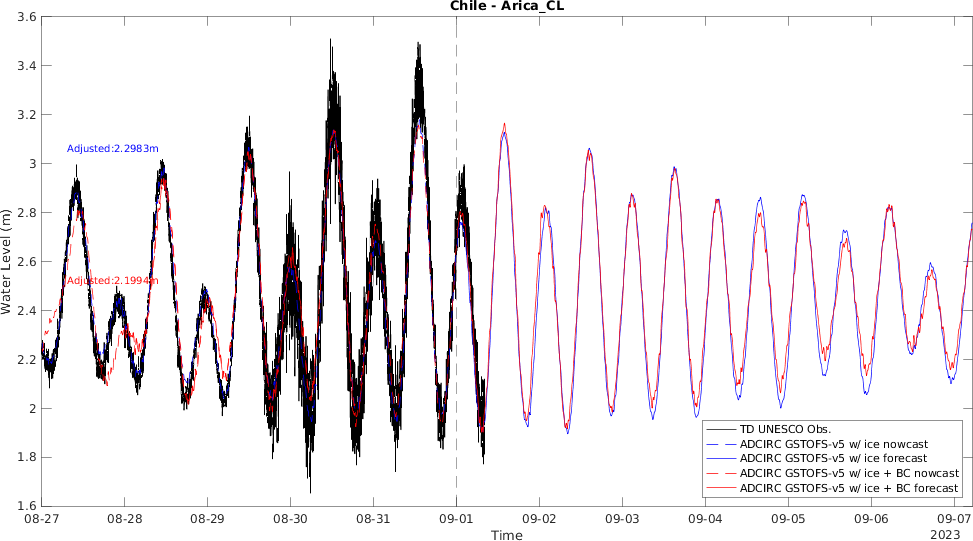 Chile - Arica_CL
3.6
3.4
3.2
3
2.8
2.6
2.4
2.2
2
1.8
1.6
Water Level (m)
Adjusted:2.2983m
Adjusted:2.1994m
TD UNESCO Obs.
ADCIRC GSTOFS-v5 w/ ice nowcast
ADCIRC GSTOFS-v5 w/ ice forecast
ADCIRC GSTOFS-v5 w/ ice + BC nowcast
ADCIRC GSTOFS-v5 w/ ice + BC forecast
08-27 08-28 08-29 08-30 08-31 09-01 09-02 09-03 09-04 09-05 09-06 09-07
Time
2023